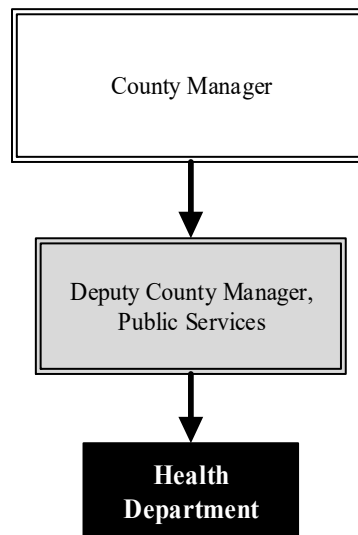 County Manager
Deputy County Manager,
Public Services
Health
Department